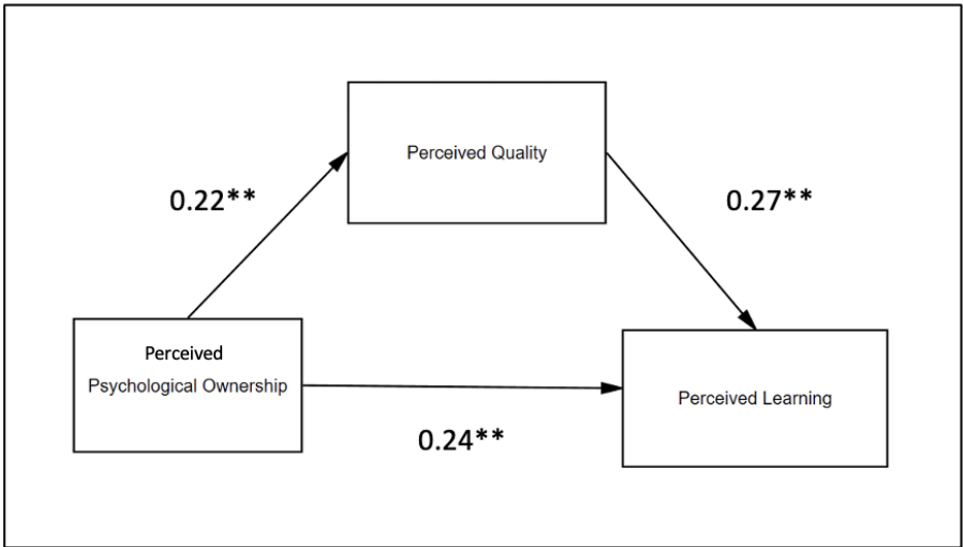 Perceived Quality
0.22**
0.27**
Perceived
Psychological Ownership
Perceived Learning
0.24**